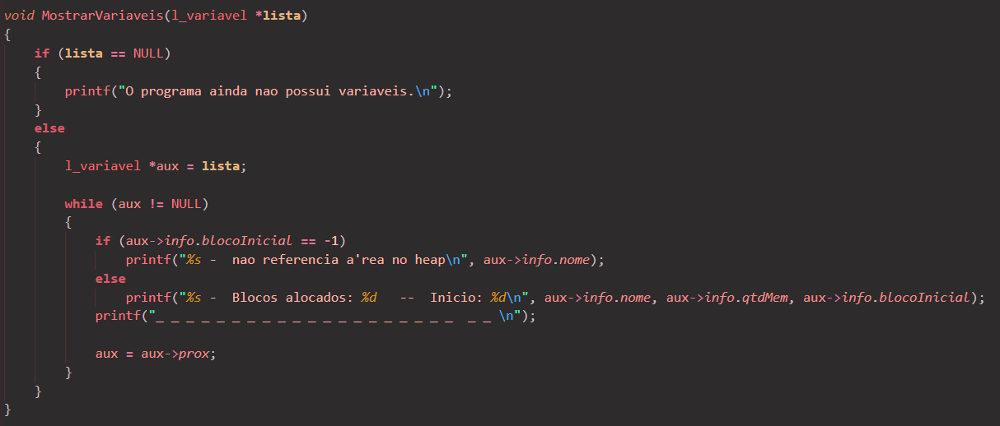 void MostrarVariaveis(l_variavel *lista)
{
    if (lista == NULL)
    {
        printf("O programa ainda nao possui variaveis.\n");
    }
    else
    {
        l_variavel *aux = lista;

        while (aux != NULL)
        {
            if (aux->info.blocoInicial == -1)
                printf("%s -  nao referencia a'rea no heap\n", aux->info.nome);
            else
                printf("%s -  Blocos alocados: %d   --  Inicio: %d\n", aux->info.nome, aux->info.qtdMem, aux->info.blocoInicial);
            printf("_ _ _ _ _ _ _ _ _ _ _ _ _ _ _ _ _ _ _ _  _ _ \n");

            aux = aux->prox;
        }
    }
}